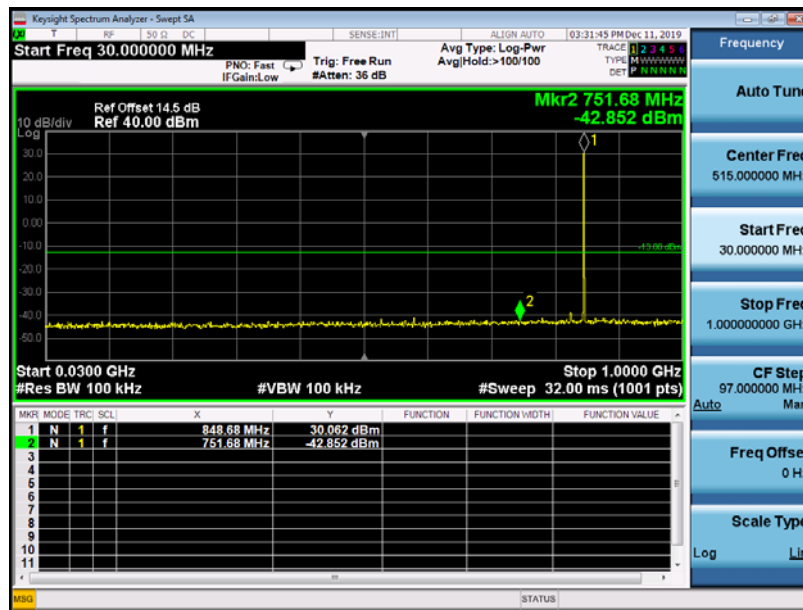 Keysight Spectrum Analyzer - Swept SA
LXI T RF 50 Ω DC SENSE:INT ALIGN AUTO 03:31:45 PM Dec 11, 2019
Start Freq 30.000000 MHz
PNO: Fast
IFGain:Low
Trig: Free Run
#Atten: 36 dB
Avg Type: Log-Pwr
Avg|Hold:>100/100
TRACE 1 2 3 4 5 6
TYPE M W W W W W
DET P N N N N N
Ref Offset 14.5 dB
10 dB/div Ref 40.00 dBm
Log
Mkr2 751.68 MHz
-42.852 dBm
30.0
20.0
10.0
0.00
-10.0
-20.0
-30.0
-40.0
-50.0
1
-13.00 dBm
2
Start 0.0300 GHz Stop 1.0000 GHz
#Res BW 100 kHz #VBW 100 kHz #Sweep 32.00 ms (1001 pts)
MKR MODE TRC SCL X Y FUNCTION FUNCTION WIDTH FUNCTION VALUE
1 N 1 f 848.68 MHz 30.062 dBm
2 N 1 f 751.68 MHz -42.852 dBm
3
4
5
6
7
8
9
10
11
MSG STATUS
Frequency
Auto Tune
Center Freq
515.000000 MHz
Start Freq
30.000000 MHz
Stop Freq
1.000000000 GHz
CF Step
97.000000 MHz
Auto Man
Freq Offset
0 Hz
Scale Type
Log Lin